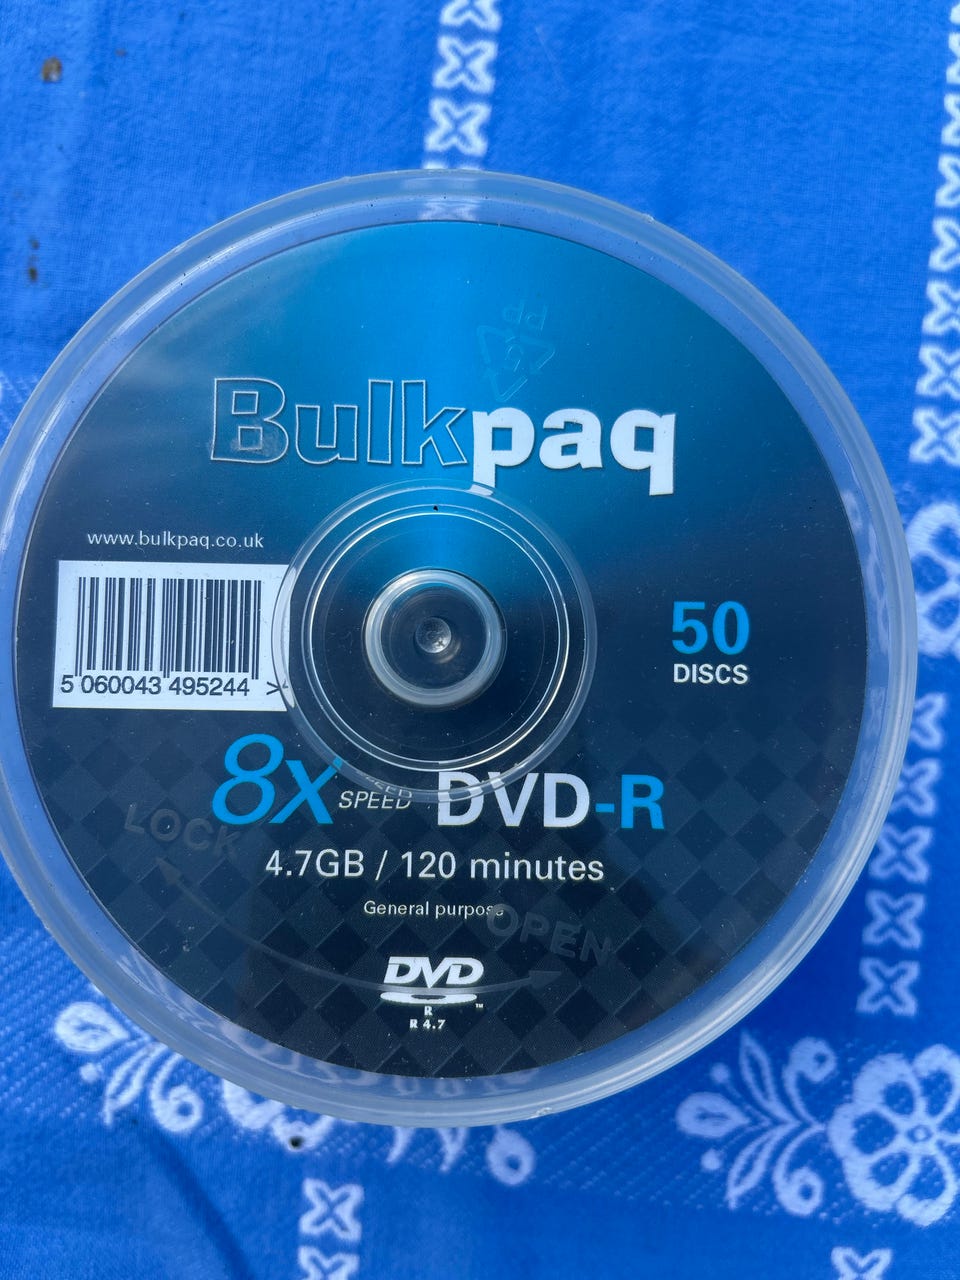 Bulkpaq
www.bulkpaq.co.uk
5 060043 495244 >
50
DISCS
8x SPEED DVD-R
LOCK
4.7GB / 120 minutes
General purpose
OPEN
DVD
R
TM
R 4.7